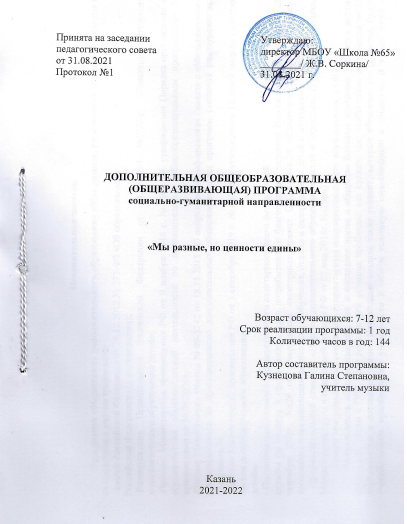 Принята на заседании
педагогического совета
от 31.08.2021
Протокол №1
Утверждаю:
директор МБОУ «Школа №65»
/ Ж.В. Соркина/
31.08.2021 г.
ДОПОЛНИТЕЛЬНАЯ ОБЩЕОБРАЗОВАТЕЛЬНАЯ
(ОБЩЕРАЗВИВАЮЩАЯ) ПРОГРАММА
социально-гуманитарной направленности
«Мы разные, но ценности едины»
Возраст обучающихся: 7-12 лет
Срок реализации программы: 1 год
Количество часов в год: 144
Автор составитель программы:
Кузнецова Галина Степановна,
учитель музыки
Казань
2021-2022